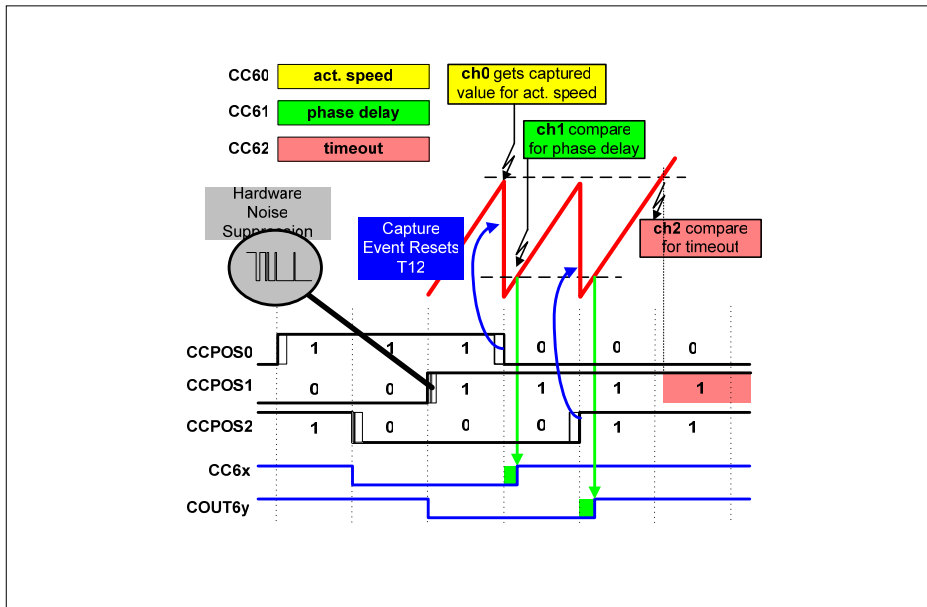 CC60 act. speed
CC61 phase delay
CC62 timeout
ch0 gets captured
value for act. speed
ch1 compare
for phase delay
Hardware
Noise
Suppression
Capture
Event Resets
T12
ch2 compare
for timeout
CCPOS0 1 1 1 0 0 0
CCPOS1 0 0 1 1 1 1
CCPOS2 1 0 0 0 1 1
CC6x
COUT6y